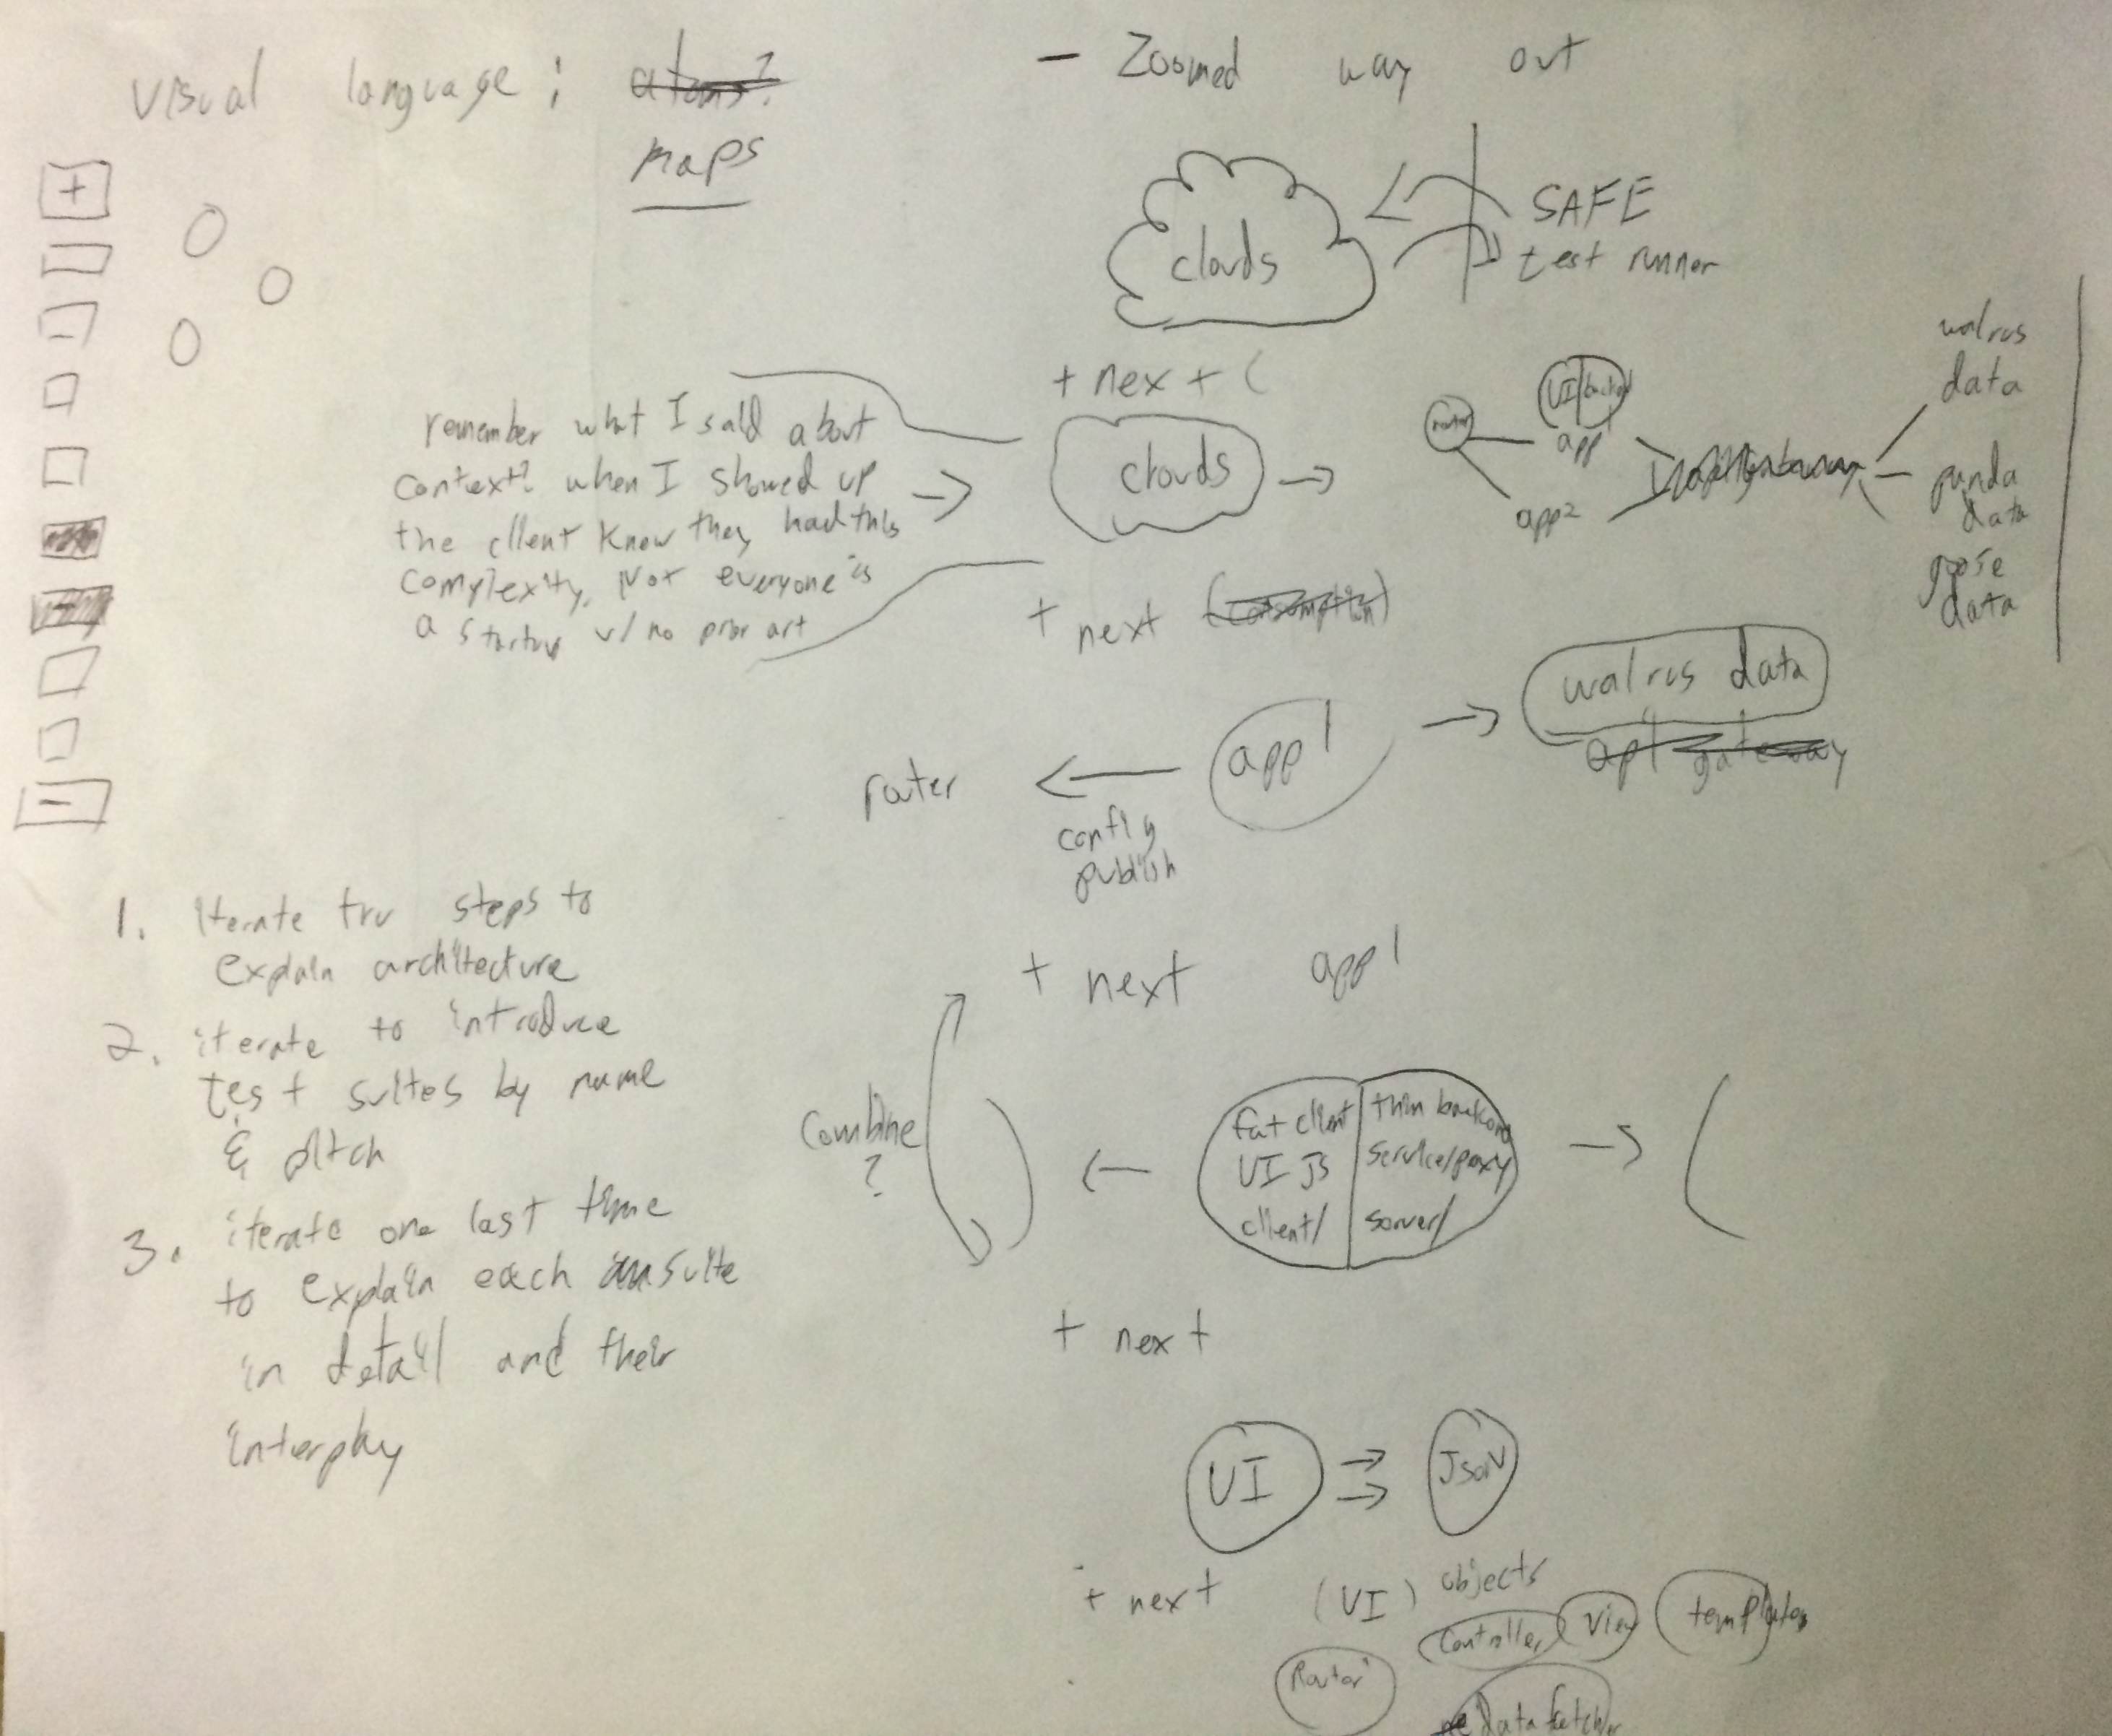 visual language : atoms?
maps
+
-
-
remember what I said about
context? when I showed up
the client knew they had this
complexity. Not everyone is
a startup w/ no prior art
1. iterate tru steps to
explain architecture
2. iterate to introduce
test suites by name
& pitch
3. iterate one last time
to explain each suite
in detail and their
interplay
- Zoomed way out
clouds
SAFE
test runner
+ next (
clouds
router
UI
app
app2
walrus
data
panda
data
goose
data
+ next (consumption)
router
config
publish
app1
walrus data
api gateway
+ next app1
combine
?
fat client
UI JS
client/
thin backend
service/proxy
server/
+ next
UI
JSON
+ next (UI) objects
Controller
View
templates
Router
data fetcher